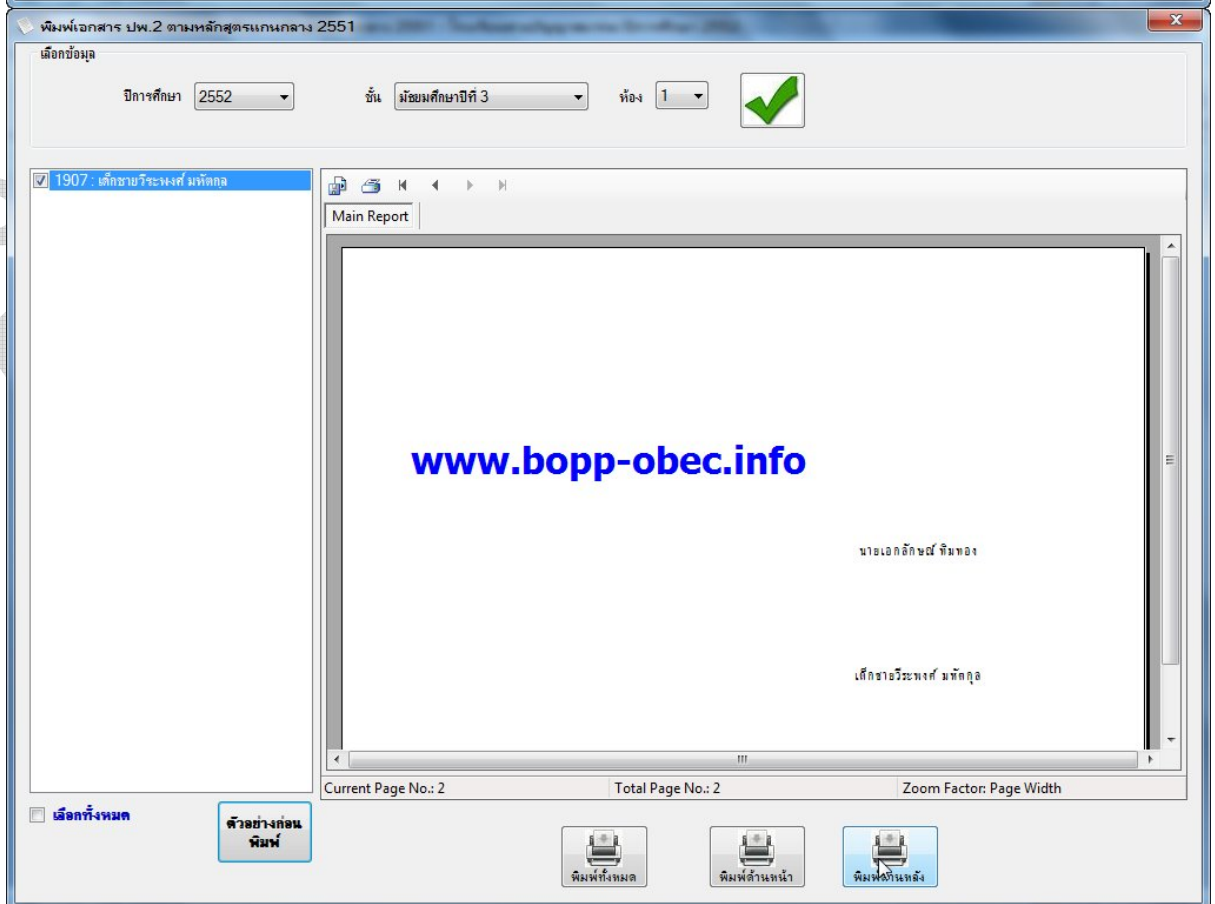 พิมพ์เอกสาร ปพ.2 ตามหลักสูตรแกนกลาง 2551
เลือกข้อมูล
ปีการศึกษา 2552 ชั้น มัธยมศึกษาปีที่ 3 ห้อง 1
1907 : เด็กชายวีระพงศ์ มหัตกุล
Main Report
www.bopp-obec.info
นายเอกลักษณ์ ทิมทอง
เด็กชายวีระพงศ์ มหัตกุล
Current Page No.: 2 Total Page No.: 2 Zoom Factor: Page Width
เลือกทั้งหมด
ตัวอย่างก่อน
พิมพ์
พิมพ์ทั้งหมด พิมพ์ด้านหน้า พิมพ์ด้านหลัง